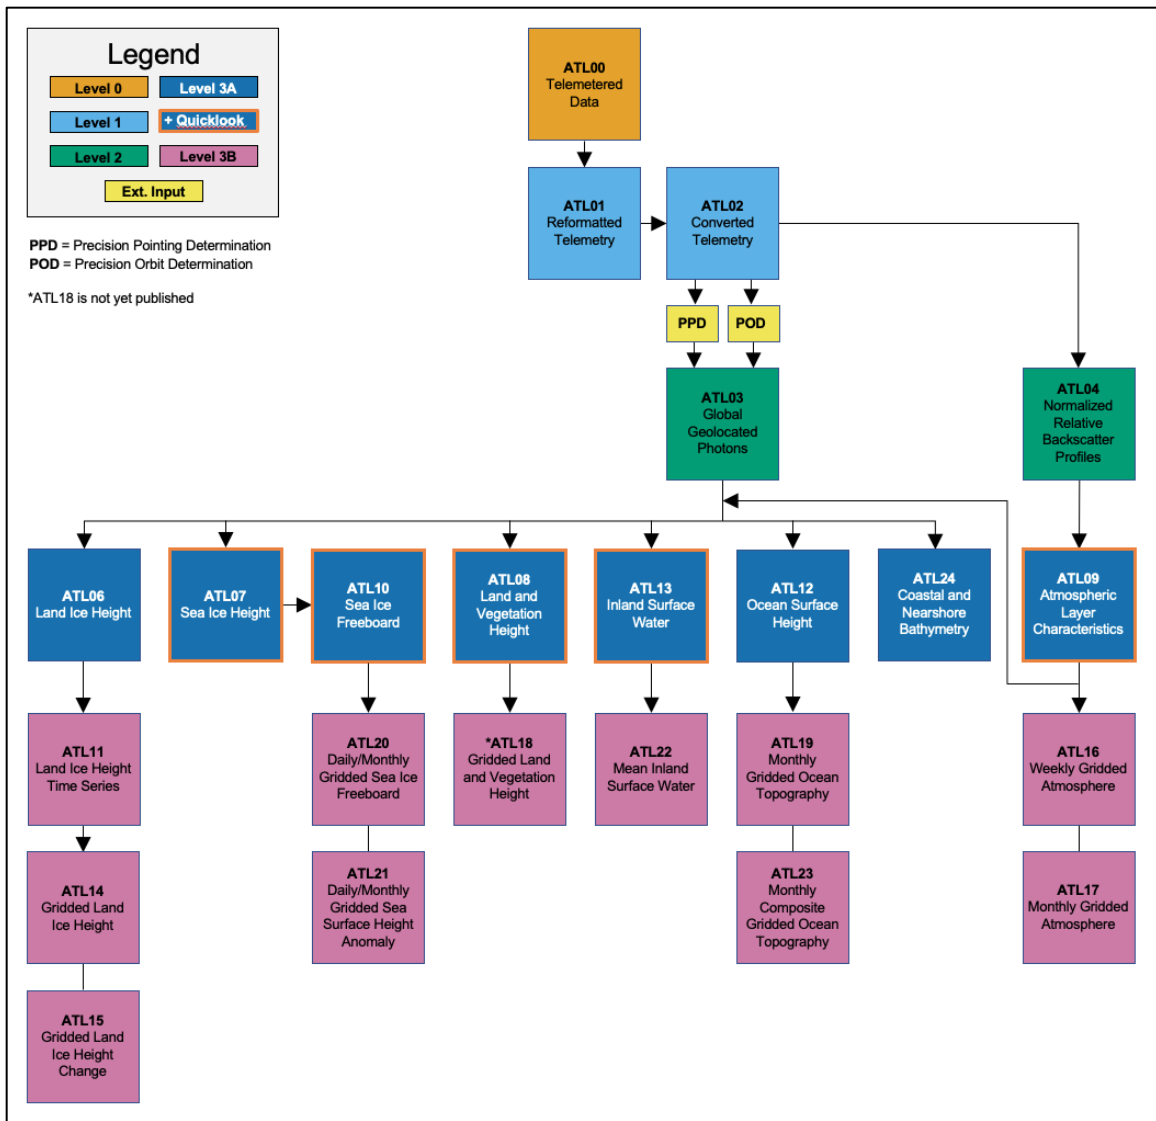 Legend
Level 0
Level 3A
Level 1
+ Quicklook
Level 2
Level 3B
Ext. Input
PPD = Precision Pointing Determination
POD = Precision Orbit Determination
*ATL18 is not yet published
ATL00
Telemetered
Data
ATL01
Reformatted
Telemetry
ATL02
Converted
Telemetry
PPD
POD
ATL03
Global
Geolocated
Photons
ATL04
Normalized
Relative
Backscatter
Profiles
ATL06
Land Ice Height
ATL07
Sea Ice Height
ATL10
Sea Ice
Freeboard
ATL08
Land and
Vegetation
Height
ATL13
Inland Surface
Water
ATL12
Ocean Surface
Height
ATL24
Coastal and
Nearshore
Bathymetry
ATL09
Atmospheric
Layer
Characteristics
ATL11
Land Ice Height
Time Series
ATL20
Daily/Monthly
Gridded Sea Ice
Freeboard
*ATL18
Gridded Land
and Vegetation
Height
ATL22
Mean Inland
Surface Water
ATL19
Monthly
Gridded Ocean
Topography
ATL16
Weekly Gridded
Atmosphere
ATL14
Gridded Land
Ice Height
ATL21
Daily/Monthly
Gridded Sea
Surface Height
Anomaly
ATL23
Monthly
Composite
Gridded Ocean
Topography
ATL17
Monthly Gridded
Atmosphere
ATL15
Gridded Land
Ice Height
Change